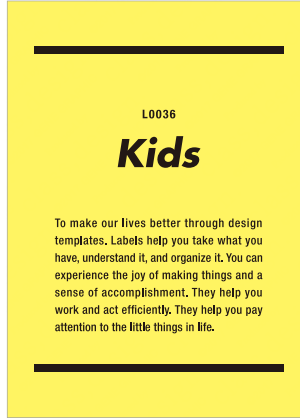 L0036
Kids
To make our lives better through design
templates. Labels help you take what you
have, understand it, and organize it. You can
experience the joy of making things and a
sense of accomplishment. They help you
work and act efficiently. They help you pay
attention to the little things in life.